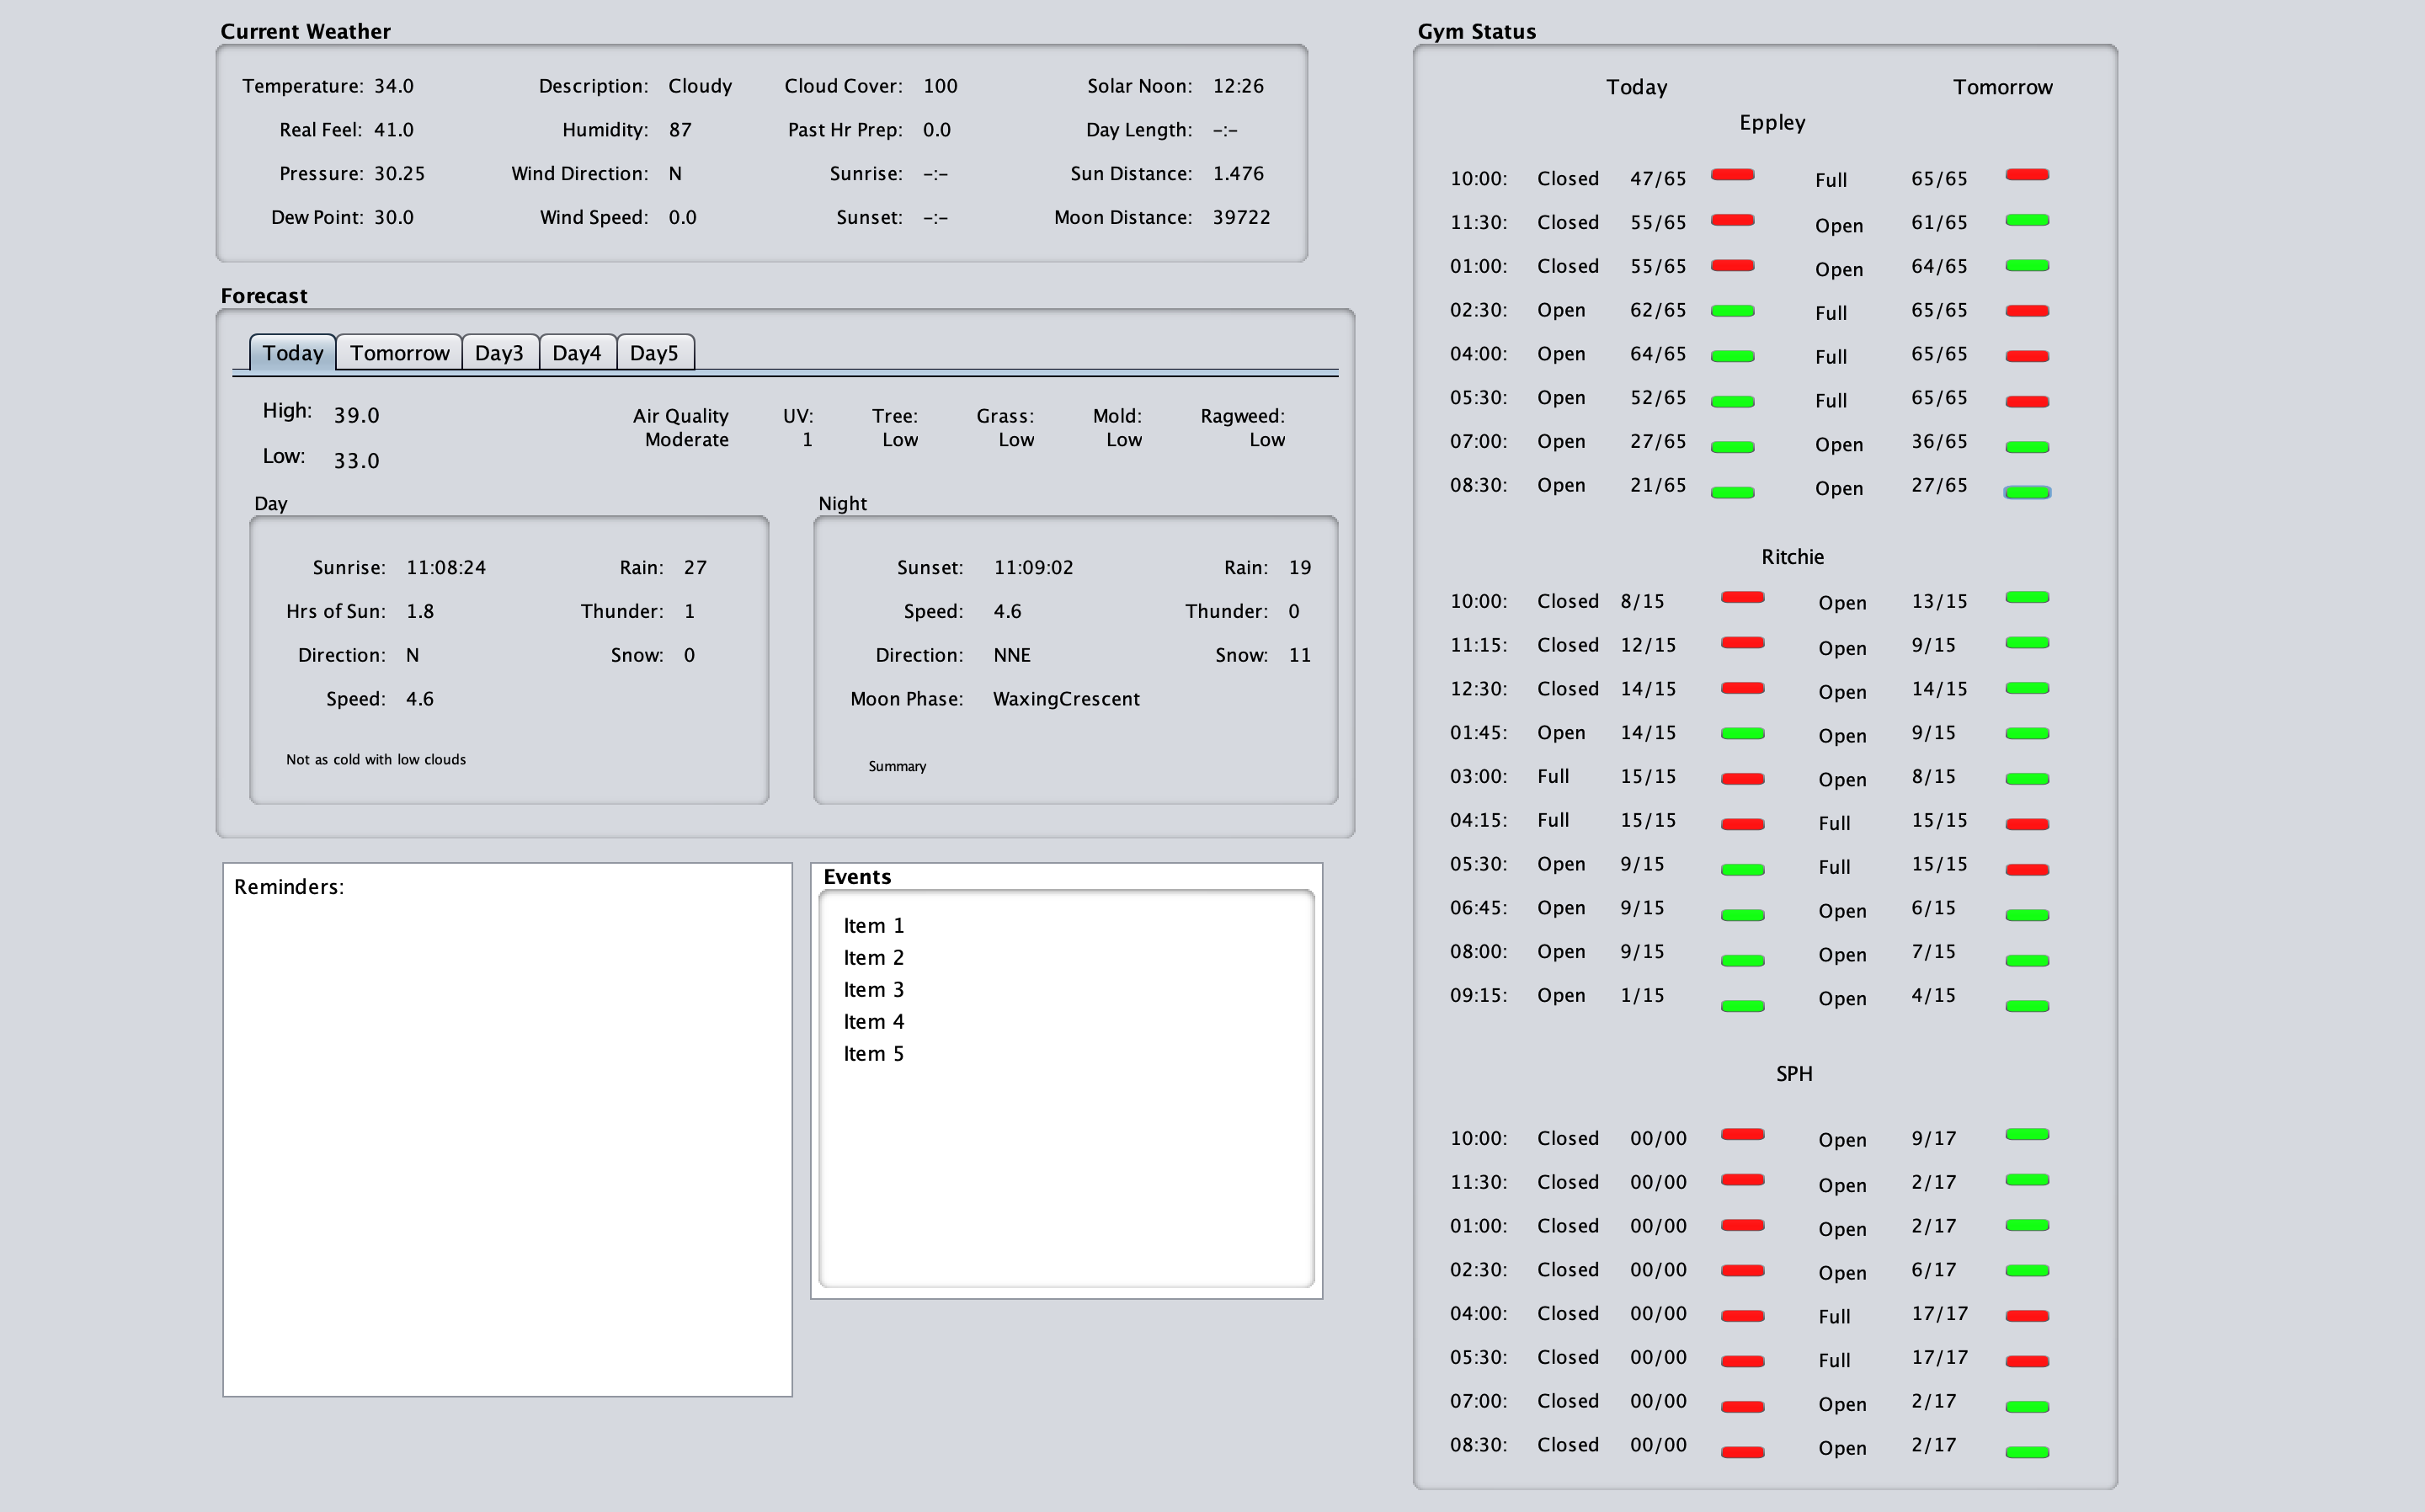 Current Weather
Temperature: 34.0 Description: Cloudy Cloud Cover: 100 Solar Noon: 12:26
Real Feel: 41.0 Humidity: 87 Past Hr Prep: 0.0 Day Length: -:-
Pressure: 30.25 Wind Direction: N Sunrise: -:- Sun Distance: 1.476
Dew Point: 30.0 Wind Speed: 0.0 Sunset: -:- Moon Distance: 39722
Forecast
Today Tomorrow Day3 Day4 Day5
High: 39.0
Low: 33.0
Air Quality UV: Tree: Grass: Mold: Ragweed:
Moderate 1 Low Low Low Low
Day
Sunrise: 11:08:24 Rain: 27
Hrs of Sun: 1.8 Thunder: 1
Direction: N Snow: 0
Speed: 4.6
Not as cold with low clouds
Night
Sunset: 11:09:02 Rain: 19
Speed: 4.6 Thunder: 0
Direction: NNE Snow: 11
Moon Phase: WaxingCrescent
Summary
Reminders:
Events
Item 1
Item 2
Item 3
Item 4
Item 5
Gym Status
Today Tomorrow
Eppley
10:00: Closed 47/65 Full 65/65
11:30: Closed 55/65 Open 61/65
01:00: Closed 55/65 Open 64/65
02:30: Open 62/65 Full 65/65
04:00: Open 64/65 Full 65/65
05:30: Open 52/65 Full 65/65
07:00: Open 27/65 Open 36/65
08:30: Open 21/65 Open 27/65
Ritchie
10:00: Closed 8/15 Open 13/15
11:15: Closed 12/15 Open 9/15
12:30: Closed 14/15 Open 14/15
01:45: Open 14/15 Open 9/15
03:00: Full 15/15 Open 8/15
04:15: Full 15/15 Full 15/15
05:30: Open 9/15 Full 15/15
06:45: Open 9/15 Open 6/15
08:00: Open 9/15 Open 7/15
09:15: Open 1/15 Open 4/15
SPH
10:00: Closed 00/00 Open 9/17
11:30: Closed 00/00 Open 2/17
01:00: Closed 00/00 Open 2/17
02:30: Closed 00/00 Open 6/17
04:00: Closed 00/00 Full 17/17
05:30: Closed 00/00 Full 17/17
07:00: Closed 00/00 Open 2/17
08:30: Closed 00/00 Open 2/17